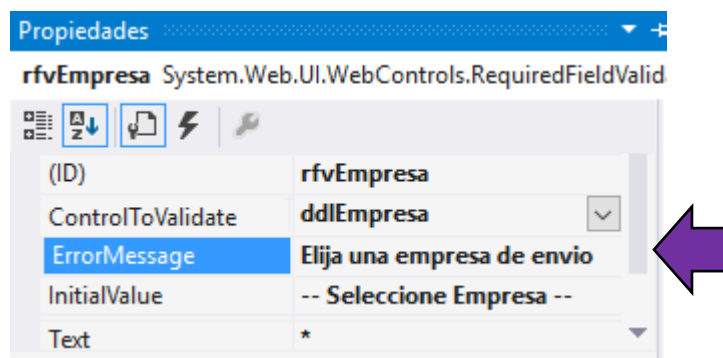 Propiedades
rfvEmpresa System.Web.UI.WebControls.RequiredFieldValid
(ID) rfvEmpresa
ControlToValidate ddlEmpresa
ErrorMessage Elija una empresa de envio
InitialValue -- Seleccione Empresa --
Text *